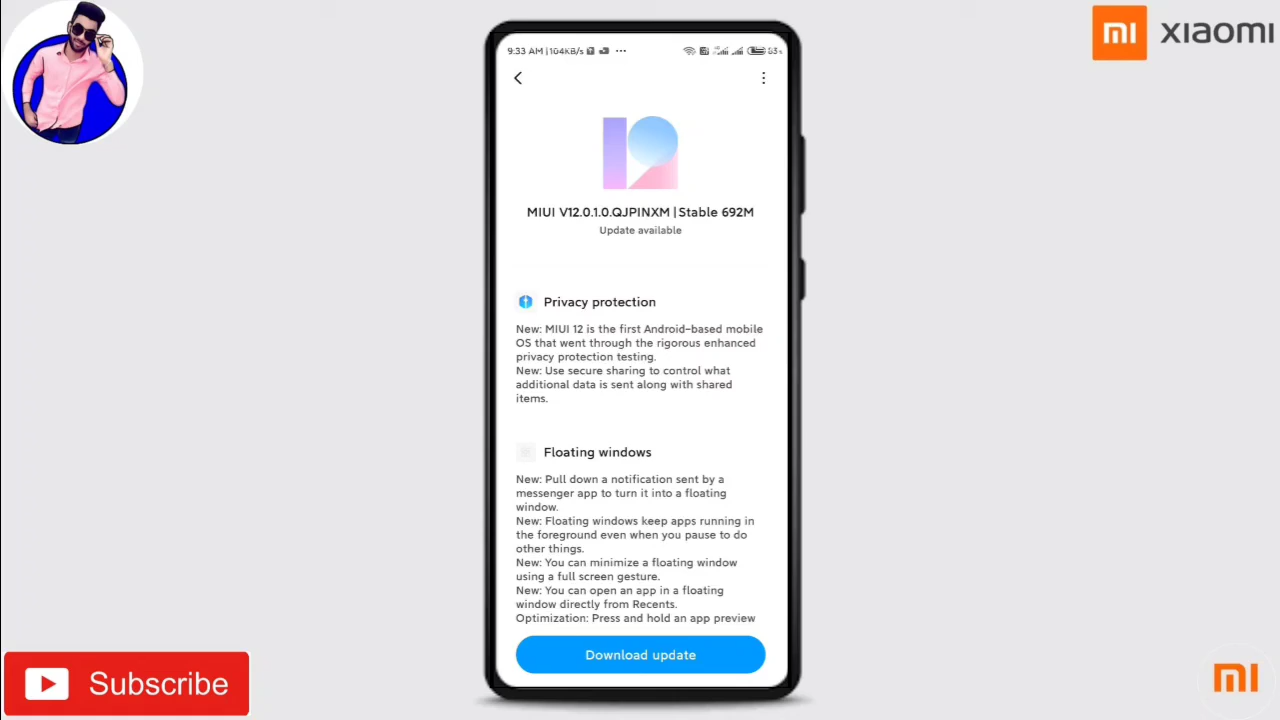 mi xiaomi
9:33 AM | 104KB/s ...
MIUI V12.0.1.0.QJPINXM | Stable 692M
Update available
Privacy protection
New: MIUI 12 is the first Android-based mobile
OS that went through the rigorous enhanced
privacy protection testing.
New: Use secure sharing to control what
additional data is sent along with shared
items.
Floating windows
New: Pull down a notification sent by a
messenger app to turn it into a floating
window.
New: Floating windows keep apps running in
the foreground even when you pause to do
other things.
New: You can minimize a floating window
using a full screen gesture.
New: You can open an app in a floating
window directly from Recents.
Optimization: Press and hold an app preview
Download update
Subscribe
mi